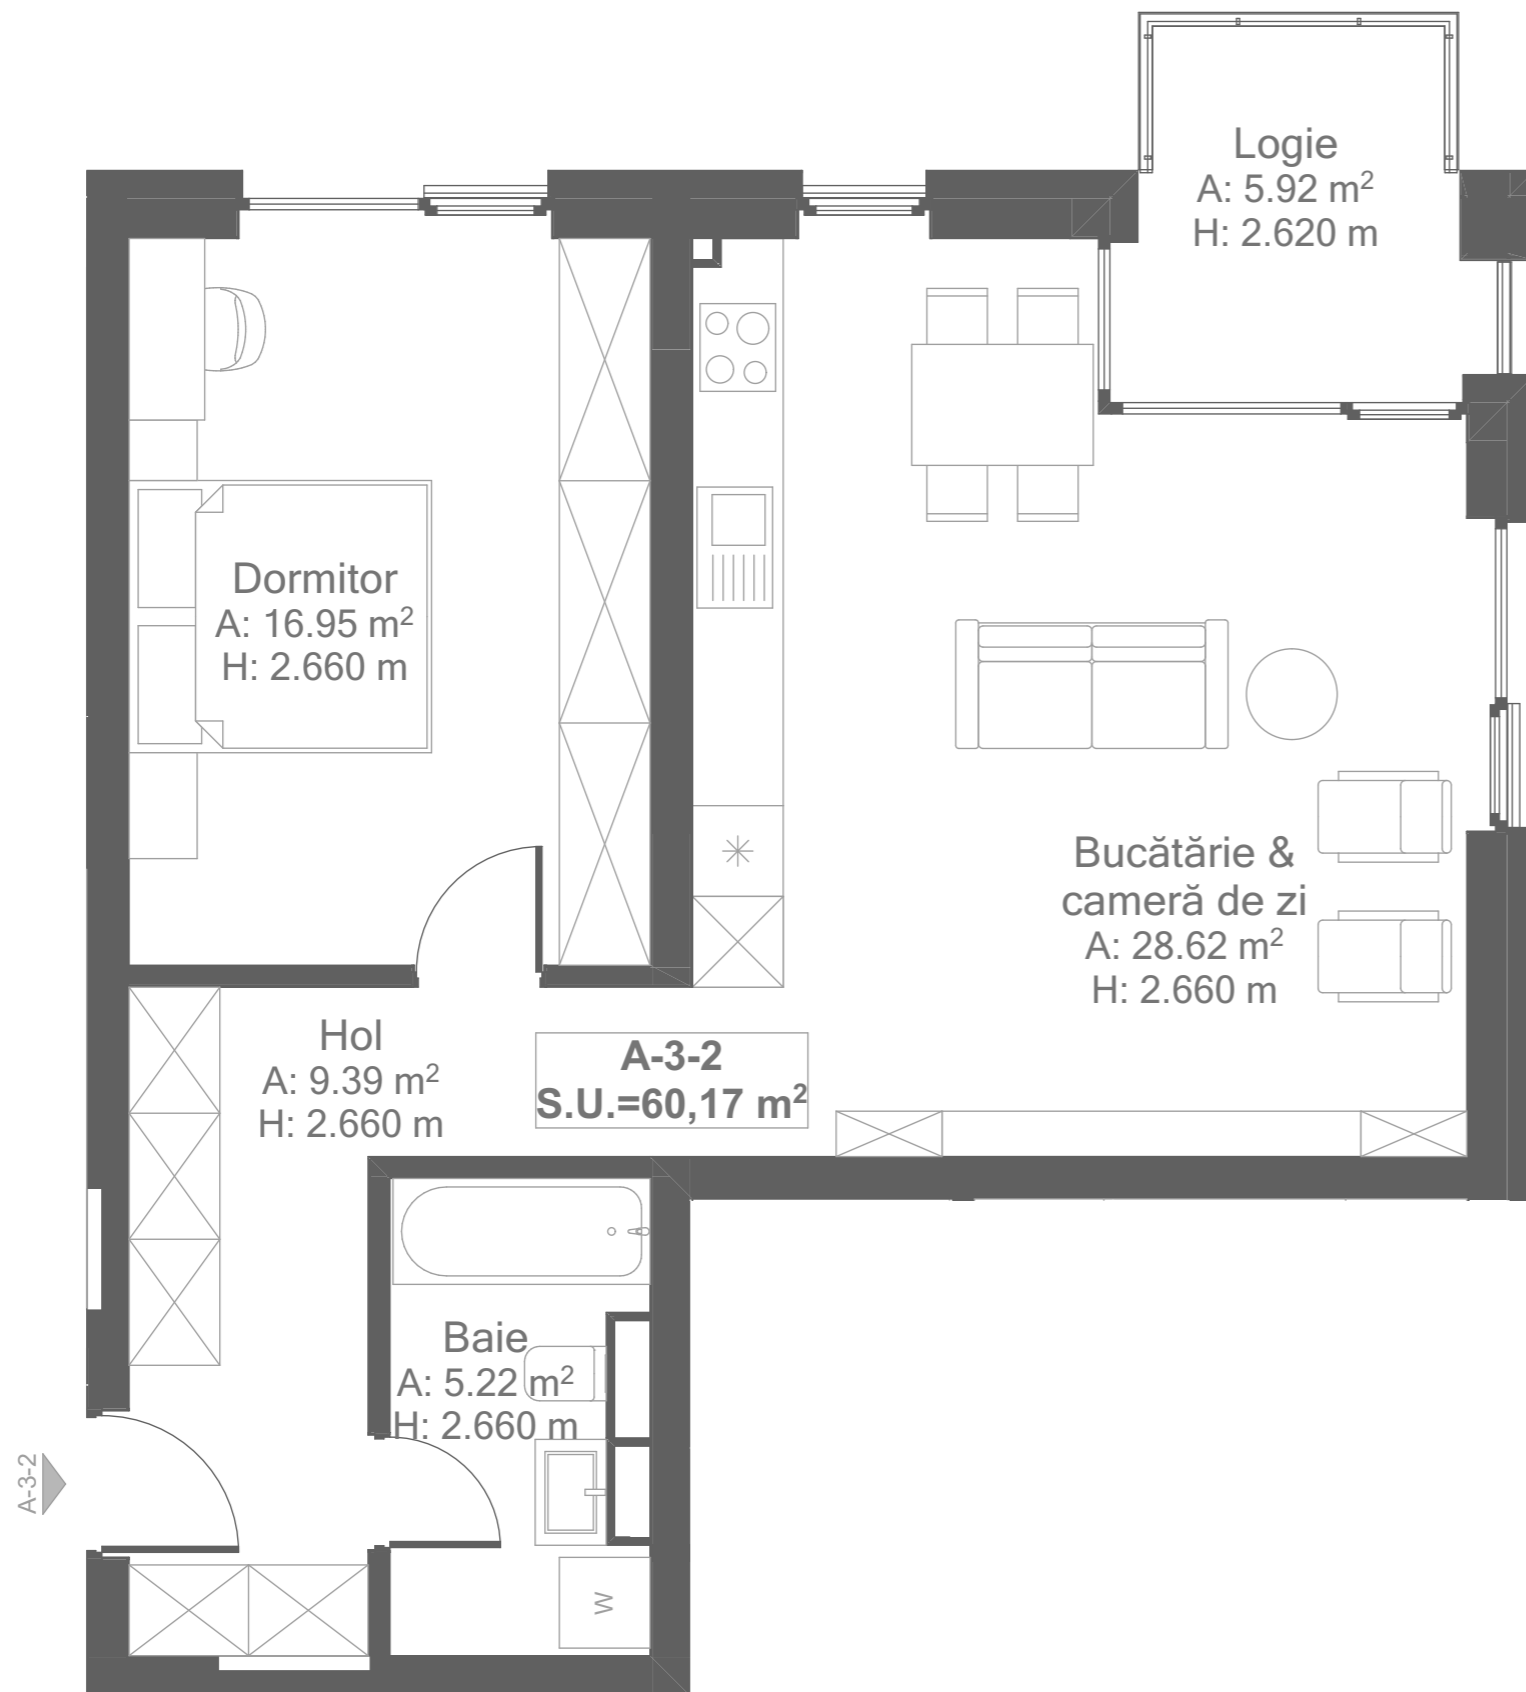 Logie
A: 5.92 m²
H: 2.620 m
Dormitor
A: 16.95 m²
H: 2.660 m
Bucătărie &
cameră de zi
A: 28.62 m²
H: 2.660 m
Hol
A: 9.39 m²
H: 2.660 m
A-3-2
S.U.=60,17 m²
Baie
A: 5.22 m²
H: 2.660 m
A-3-2
W